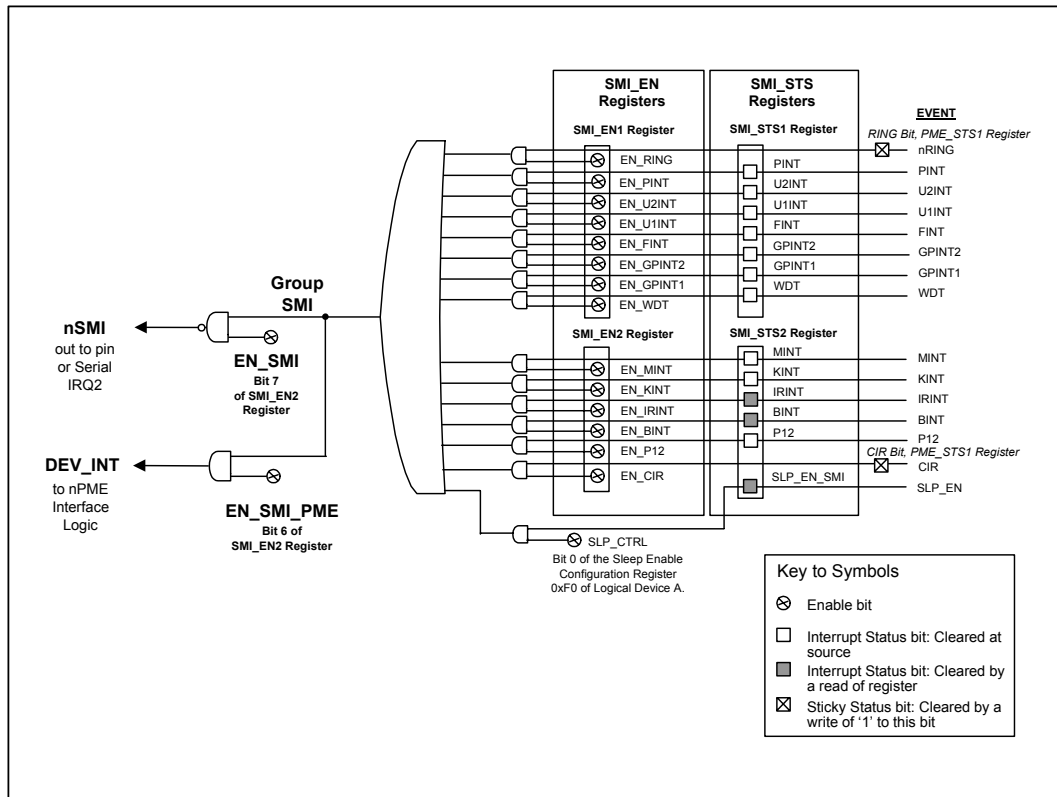 SMI_EN
Registers
SMI_EN1 Register
SMI_STS
Registers
SMI_STS1 Register
EVENT
RING Bit, PME_STS1 Register
nRING
EN_RING
PINT
PINT
EN_PINT
U2INT
U2INT
EN_U2INT
U1INT
U1INT
EN_U1INT
FINT
FINT
EN_FINT
GPINT2
GPINT2
EN_GPINT2
GPINT1
GPINT1
EN_GPINT1
WDT
WDT
EN_WDT
Group
SMI
nSMI
out to pin
or Serial
IRQ2
EN_SMI
Bit 7
of SMI_EN2
Register
SMI_EN2 Register
SMI_STS2 Register
MINT
MINT
EN_MINT
KINT
KINT
EN_KINT
IRINT
IRINT
EN_IRINT
BINT
BINT
EN_BINT
P12
P12
EN_P12
CIR Bit, PME_STS1 Register
CIR
EN_CIR
SLP_EN_SMI
SLP_EN
DEV_INT
to nPME
Interface
Logic
EN_SMI_PME
Bit 6 of
SMI_EN2 Register
SLP_CTRL
Bit 0 of the Sleep Enable
Configuration Register
0xF0 of Logical Device A.
Key to Symbols
Enable bit
Interrupt Status bit: Cleared at
source
Interrupt Status bit: Cleared by
a read of register
Sticky Status bit: Cleared by a
write of ‘1’ to this bit